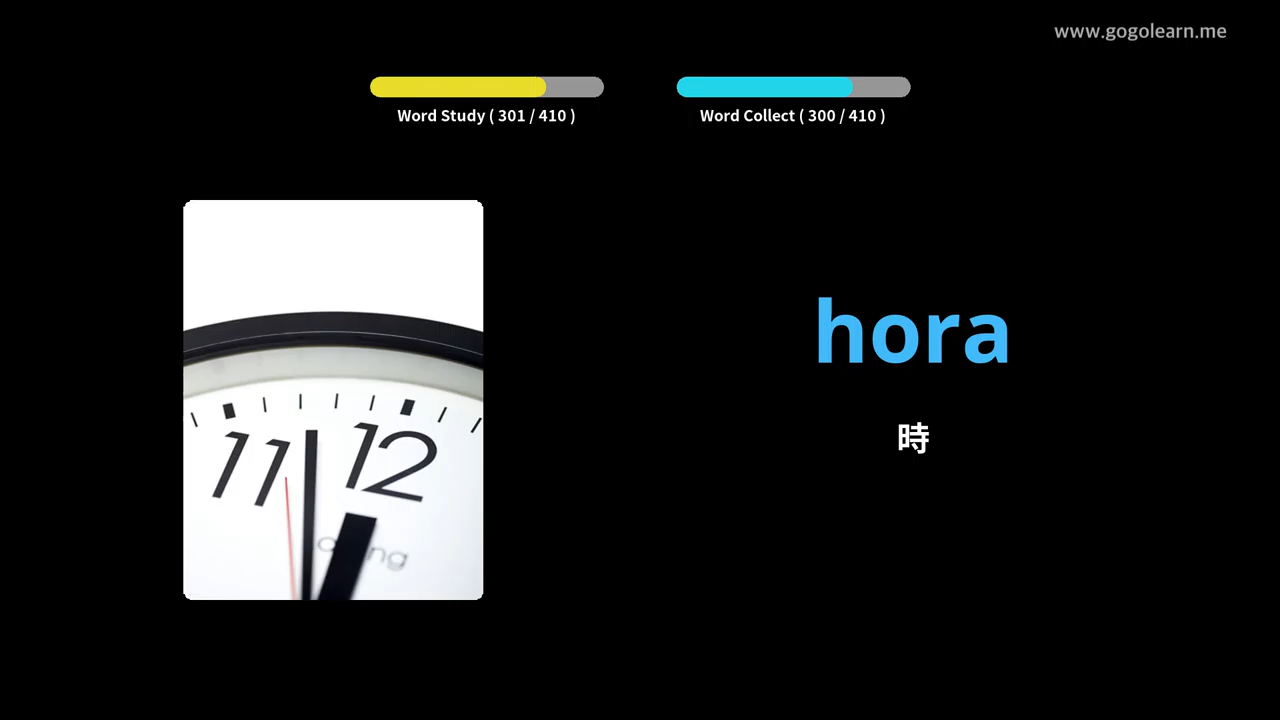 www.gogolearn.me
Word Study ( 301 / 410 )
Word Collect ( 300 / 410 )
11
12
hora
時